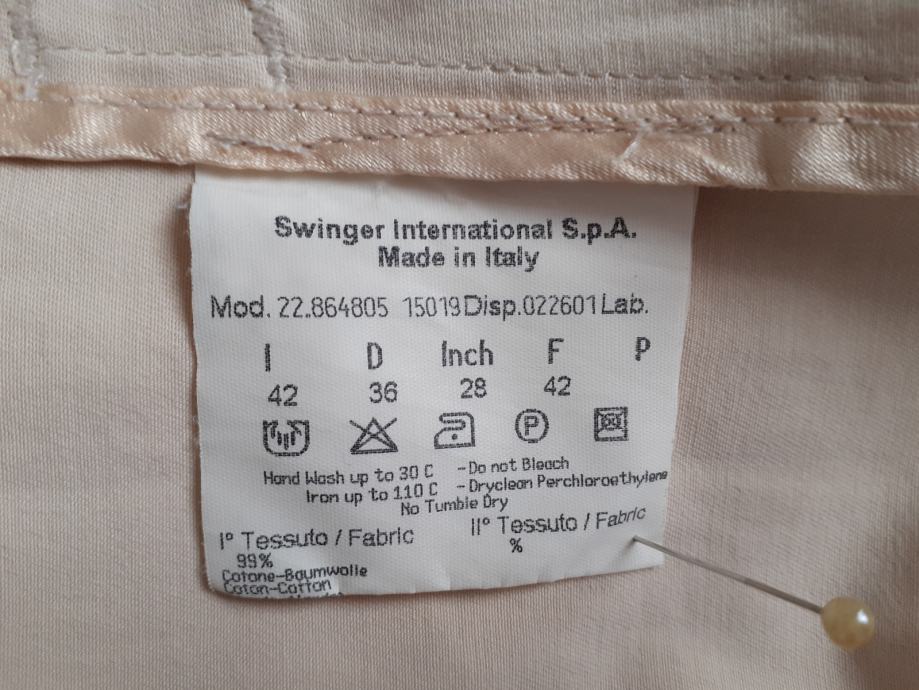 Swinger International S.p.A.
Made in Italy
Mod. 22.864805 15019 Disp.022601 Lab.
I D Inch F P
42 36 28 42
P
Hand Wash up to 30 C - Do not Bleach
Iron up to 110 C - Dryclean Perchloroethylene
No Tumble Dry
I° Tessuto / Fabric II° Tessuto / Fabric
99% %
Cotone-Baumwolle
Coton-Cotton